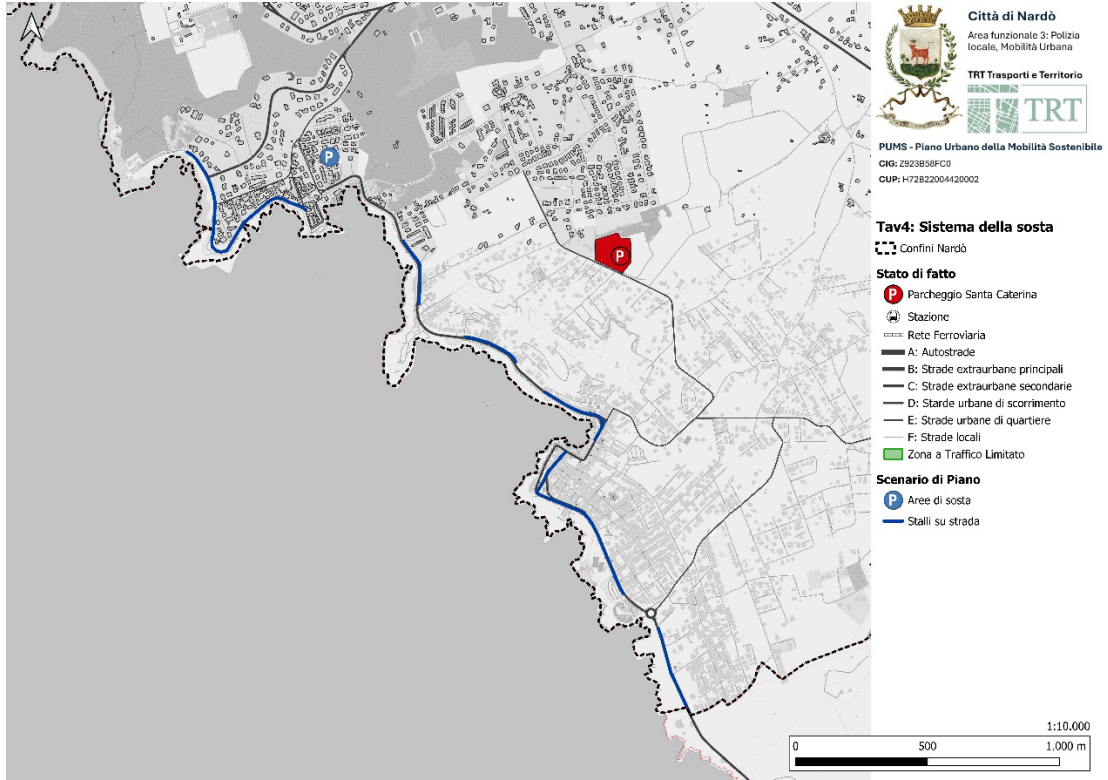 Città di Nardò
Area funzionale 3: Polizia
locale, Mobilità Urbana
TRT Trasporti e Territorio
TRT
PUMS - Piano Urbano della Mobilità Sostenibile
CIG: Z923B58FC0
CUP: H72B22004420002
Tav4: Sistema della sosta
Confini Nardò
Stato di fatto
P Parcheggio Santa Caterina
Stazione
Rete Ferroviaria
A: Autostrade
B: Strade extraurbane principali
C: Strade extraurbane secondarie
D: Starde urbane di scorrimento
E: Strade urbane di quartiere
F: Strade locali
Zona a Traffico Limitato
Scenario di Piano
P Aree di sosta
Stalli su strada
P
P
1:10.000
0 500 1.000 m